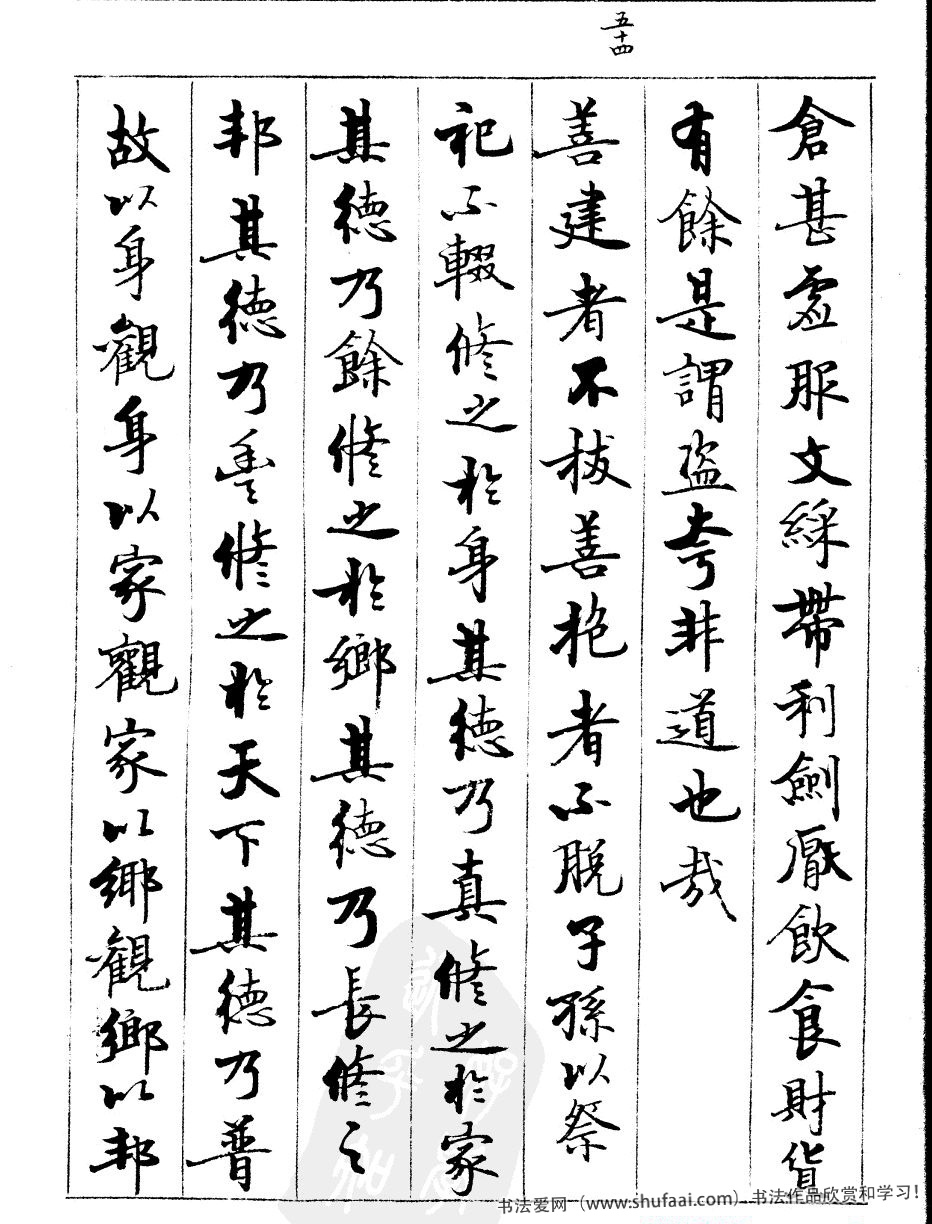 五十四
倉甚虛服文綵帶利劍厭飲食財貨
有餘是謂盜夸非道也哉
善建者不拔善抱者不脫子孫以祭
祀不輟修之於身其德乃真修之於家
其德乃餘修之於鄉其德乃長修之
邦其德乃豐修之於天下其德乃普
故以身觀身以家觀家以鄉觀鄉以邦
书法爱网（www.shufaai.com）书法作品欣赏和学习！